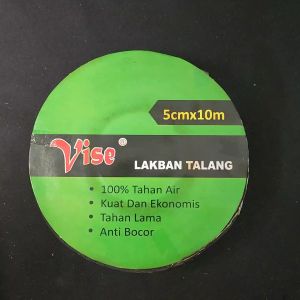 5cmx10m
Vise®
LAKBAN TALANG
• 100% Tahan Air
• Kuat Dan Ekonomis
• Tahan Lama
• Anti Bocor